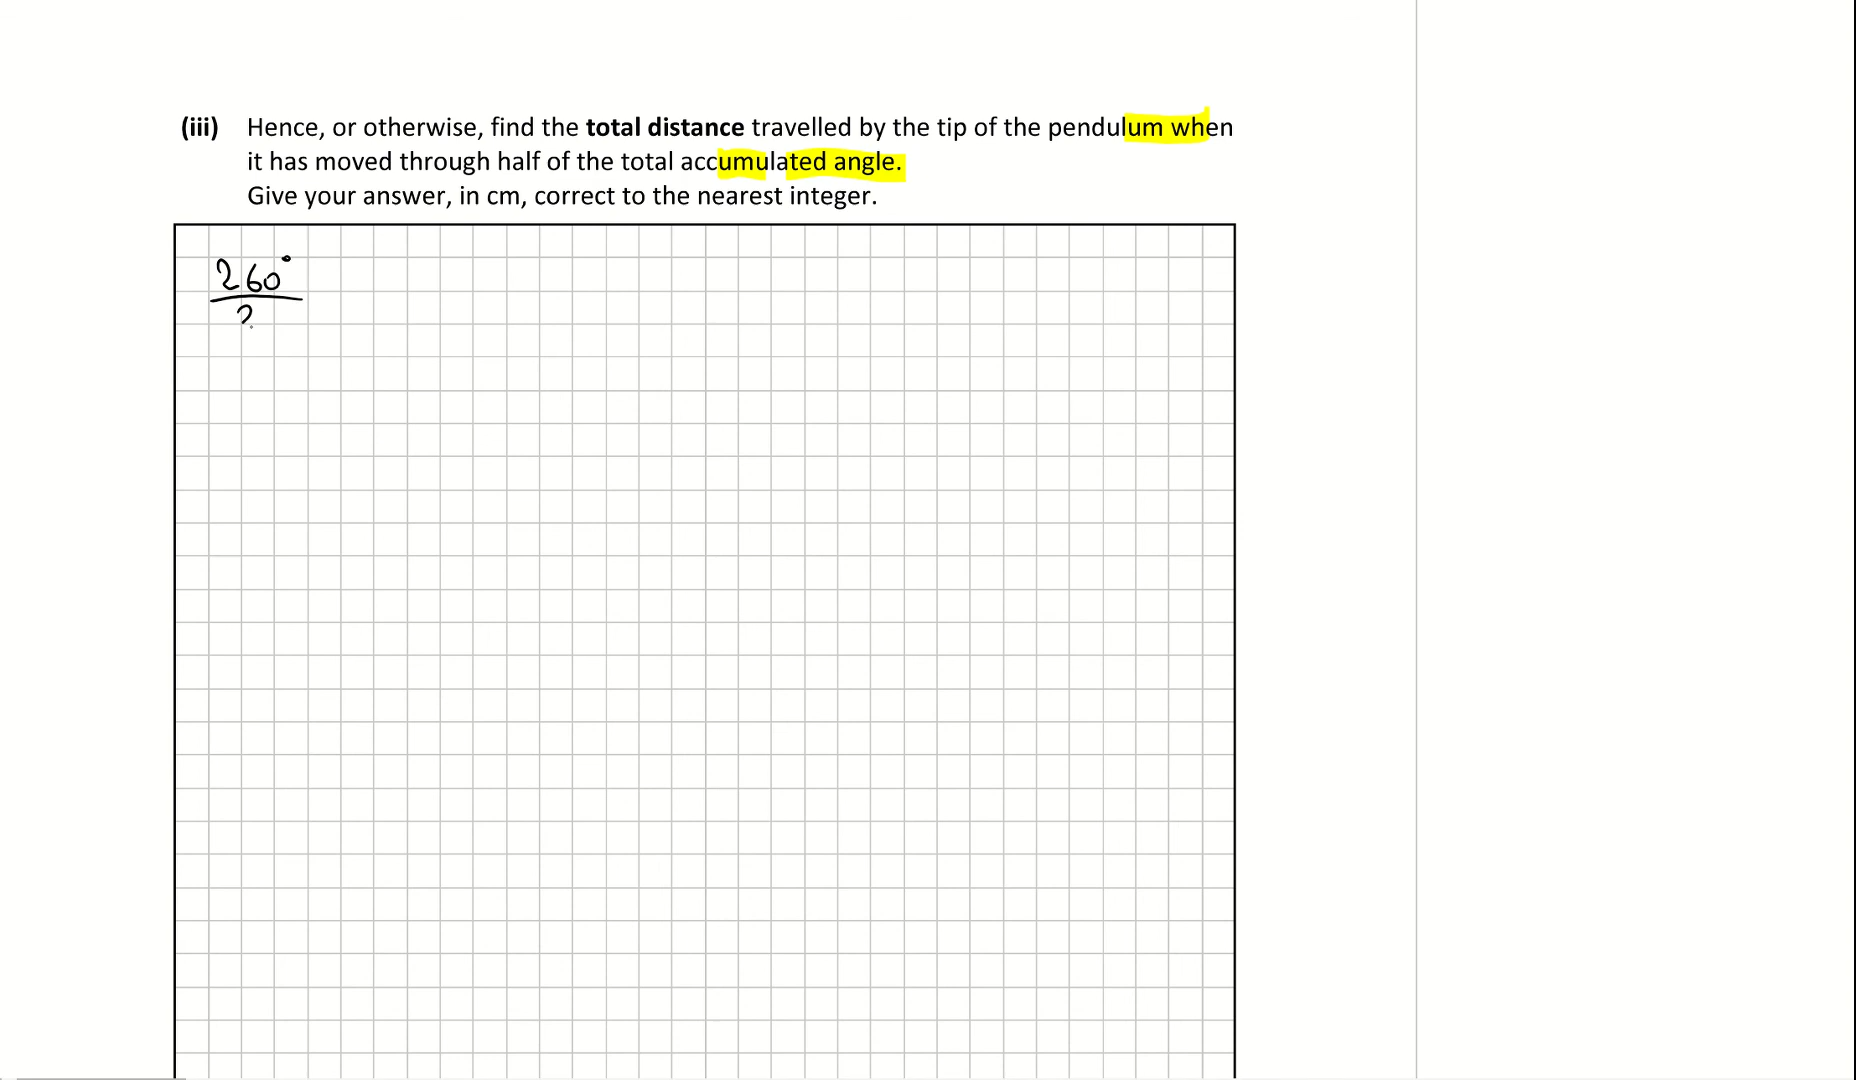 (iii) Hence, or otherwise, find the total distance travelled by the tip of the pendulum when
it has moved through half of the total accumulated angle.
Give your answer, in cm, correct to the nearest integer.
260°
2